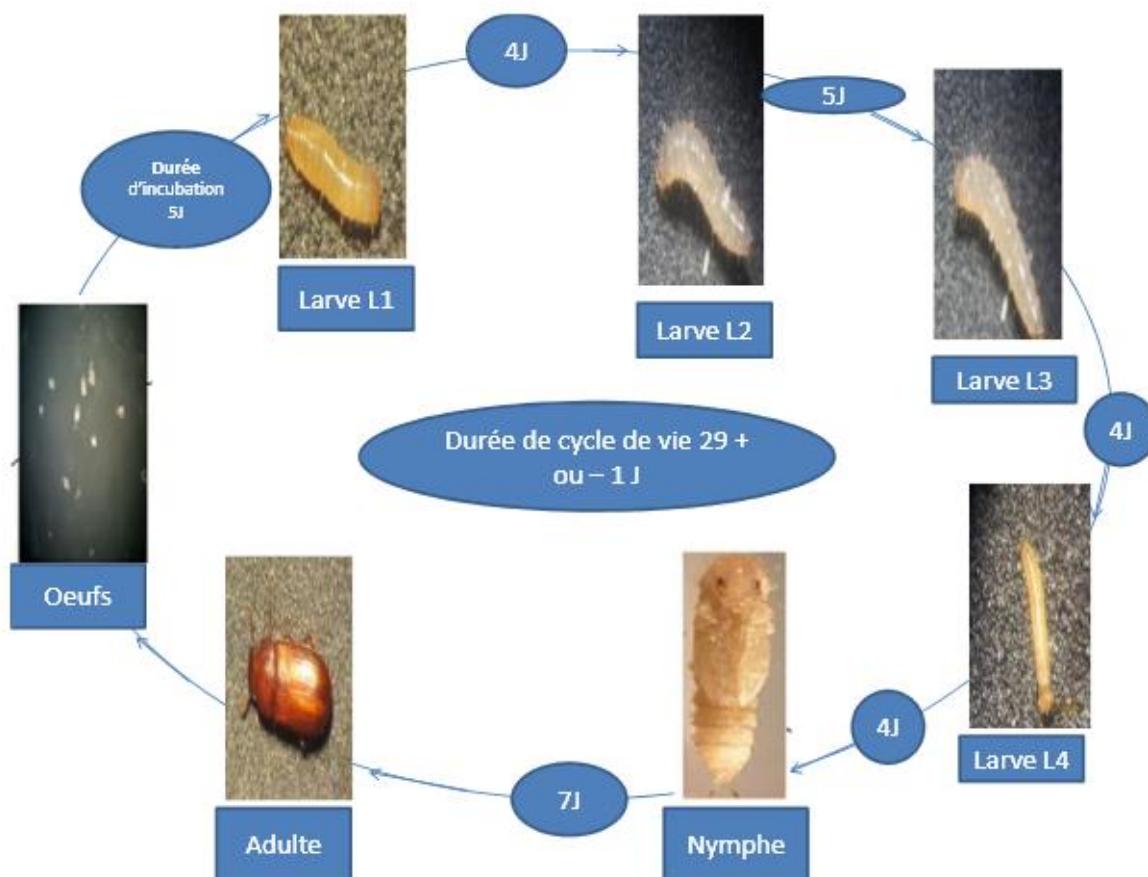 4J
5J
Durée
d'incubation
5J
Larve L1
Larve L2
Larve L3
4J
Durée de cycle de vie 29 +
ou – 1 J
Oeufs
Larve L4
4J
7J
Adulte
Nymphe